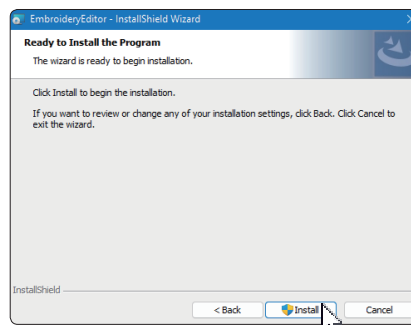 EmbroideryEditor - InstallShield Wizard
Ready to Install the Program
The wizard is ready to begin installation.
Click Install to begin the installation.
If you want to review or change any of your installation settings, click Back. Click Cancel to
exit the wizard.
InstallShield
< Back Install Cancel